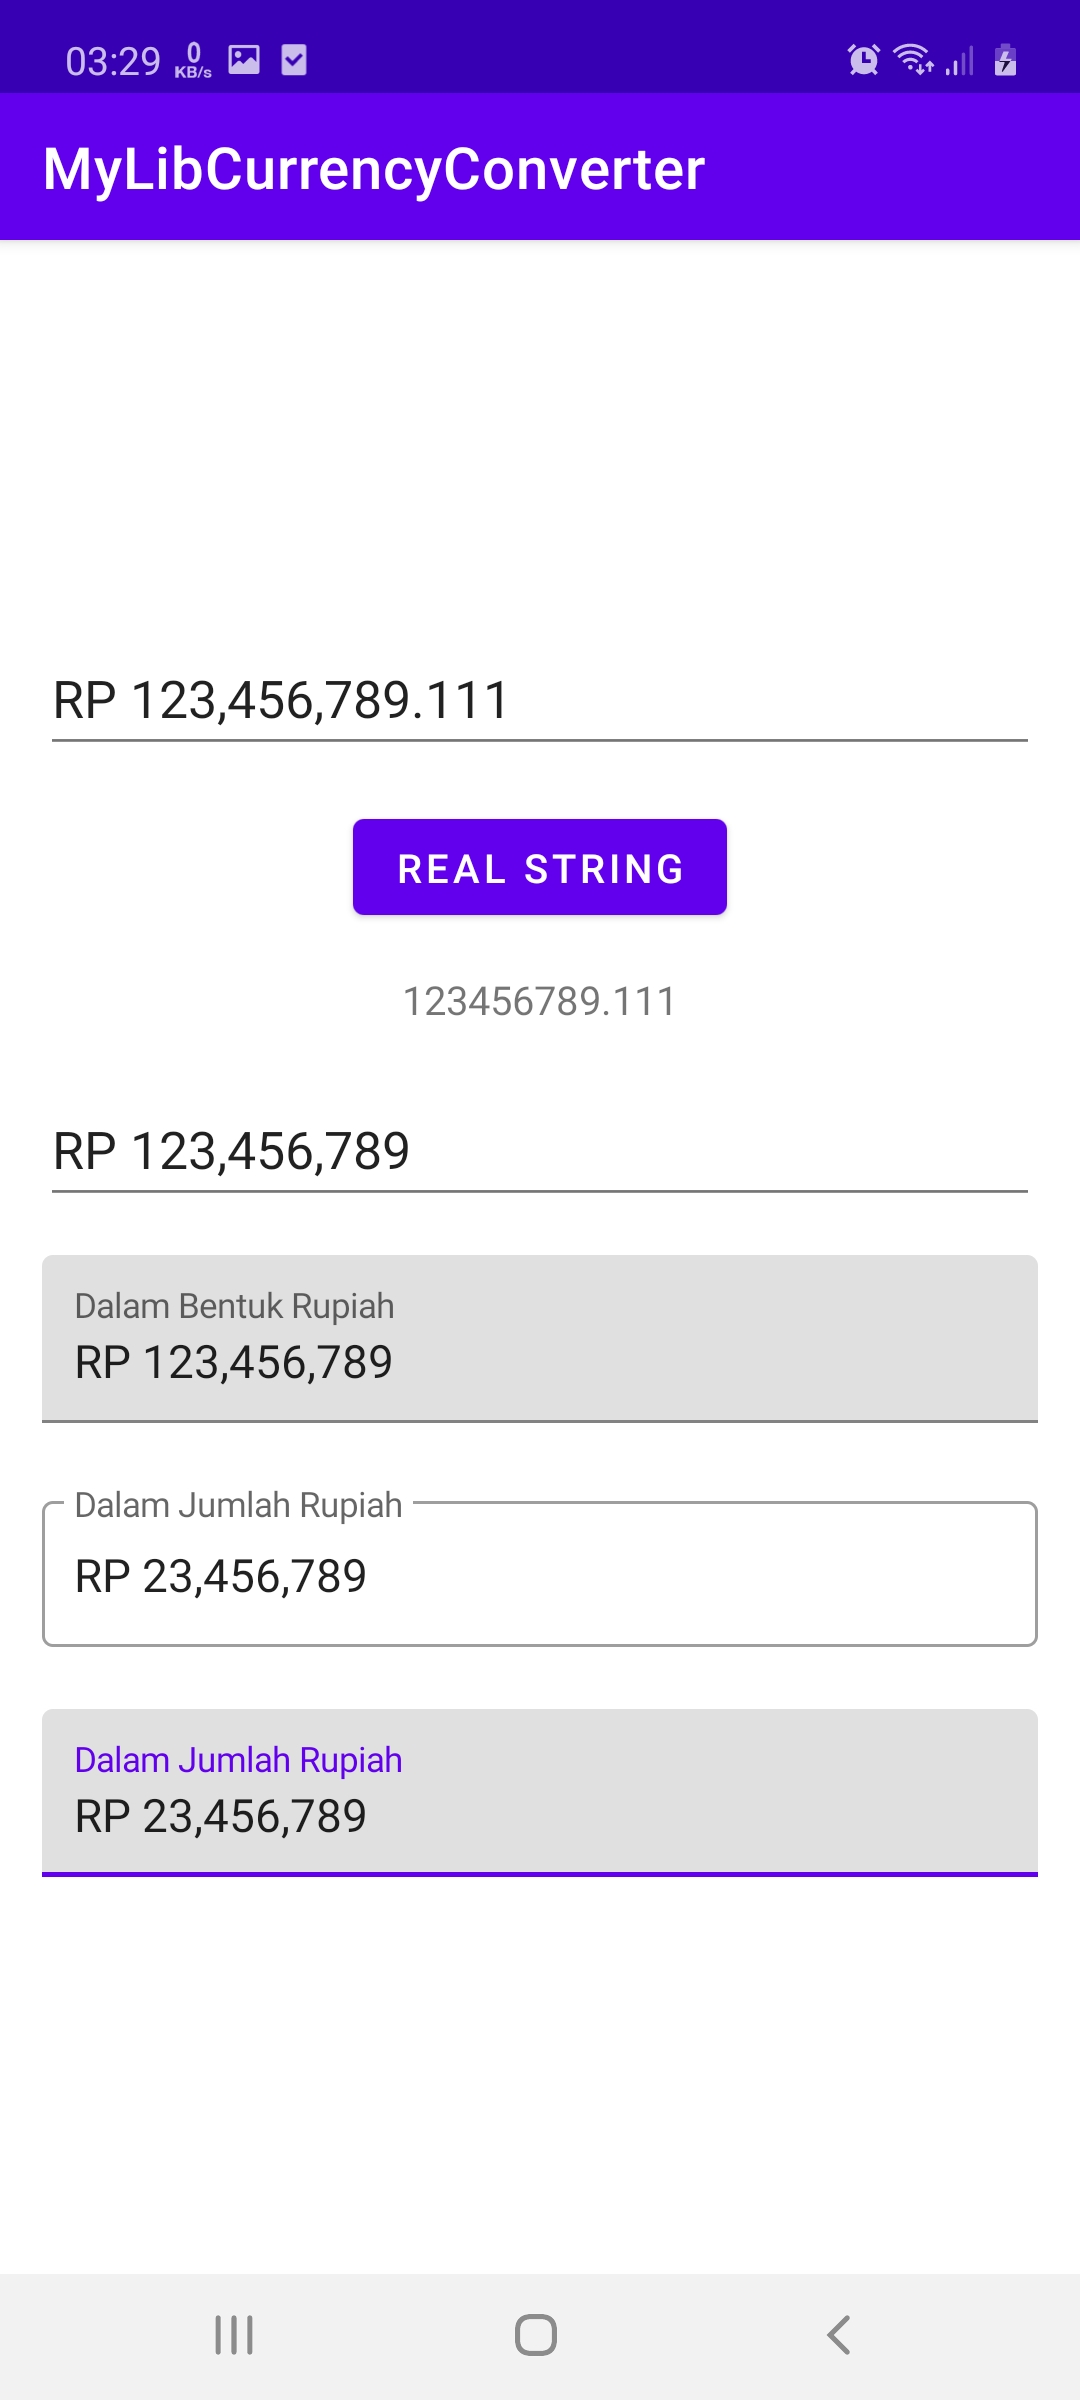 03:29 0 KB/s
MyLibCurrencyConverter
RP 123,456,789.111
REAL STRING
123456789.111
RP 123,456,789
Dalam Bentuk Rupiah
RP 123,456,789
Dalam Jumlah Rupiah
RP 23,456,789
Dalam Jumlah Rupiah
RP 23,456,789